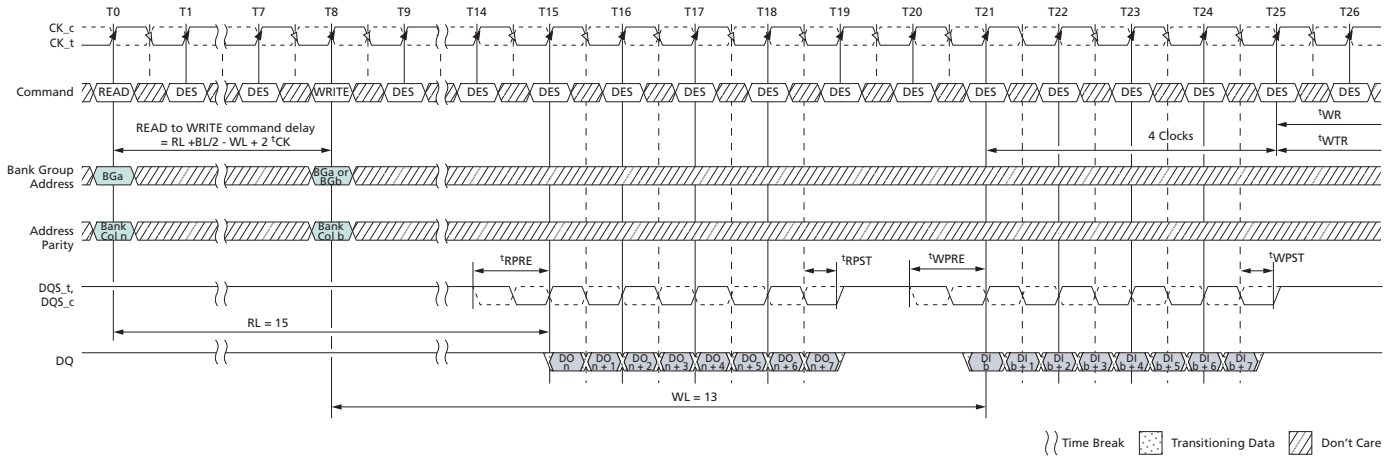 T0 T1 T7 T8 T9 T14 T15 T16 T17 T18 T19 T20 T21 T22 T23 T24 T25 T26
CK_c
CK_t
Command READ DES DES WRITE DES DES DES DES DES DES DES DES DES DES DES DES DES DES
READ to WRITE command delay
= RL +BL/2 - WL + 2 tCK
tWR
4 Clocks
tWTR
Bank Group
Address
BGa
BGa or
BGb
Address
Parity
Bank
Col n
Bank
Col b
tRPRE tRPST tWPRE tWPST
DQS_t,
DQS_c
RL = 15
DQ
DO
n
DO
n + 1
DO
n + 2
DO
n + 3
DO
n + 4
DO
n + 5
DO
n + 6
DO
n + 7
DI
b
DI
b + 1
DI
b + 2
DI
b + 3
DI
b + 4
DI
b + 5
DI
b + 6
DI
b + 7
WL = 13
Time Break Transitioning Data Don't Care